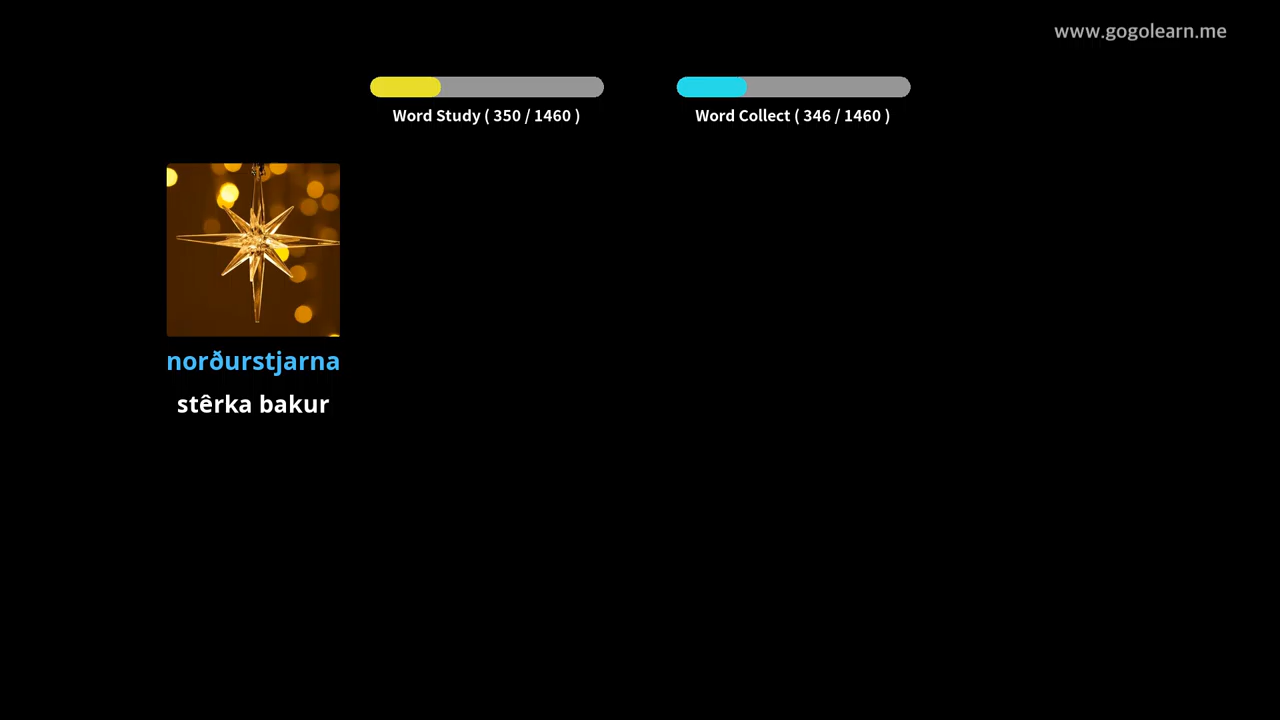 www.gogolearn.me
Word Study ( 350 / 1460 )
Word Collect ( 346 / 1460 )
norðurstjarna
stêrka bakur